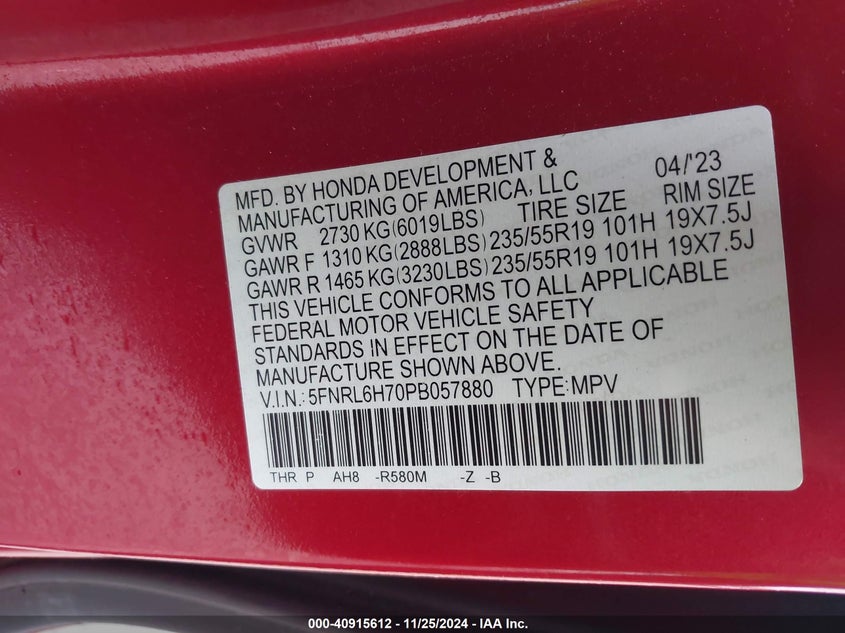 MFD. BY HONDA DEVELOPMENT & 04/'23
MANUFACTURING OF AMERICA, LLC
GVWR 2730 KG(6019LBS) TIRE SIZE RIM SIZE
GAWR F 1310 KG(2888LBS) 235/55R19 101H 19X7.5J
GAWR R 1465 KG(3230LBS) 235/55R19 101H 19X7.5J
THIS VEHICLE CONFORMS TO ALL APPLICABLE
FEDERAL MOTOR VEHICLE SAFETY
STANDARDS IN EFFECT ON THE DATE OF
MANUFACTURE SHOWN ABOVE.
V.I.N.: 5FNRL6H70PB057880 TYPE:MPV
THR P AH8 -R580M -Z -B
000-40915612 - 11/25/2024 - IAA Inc.